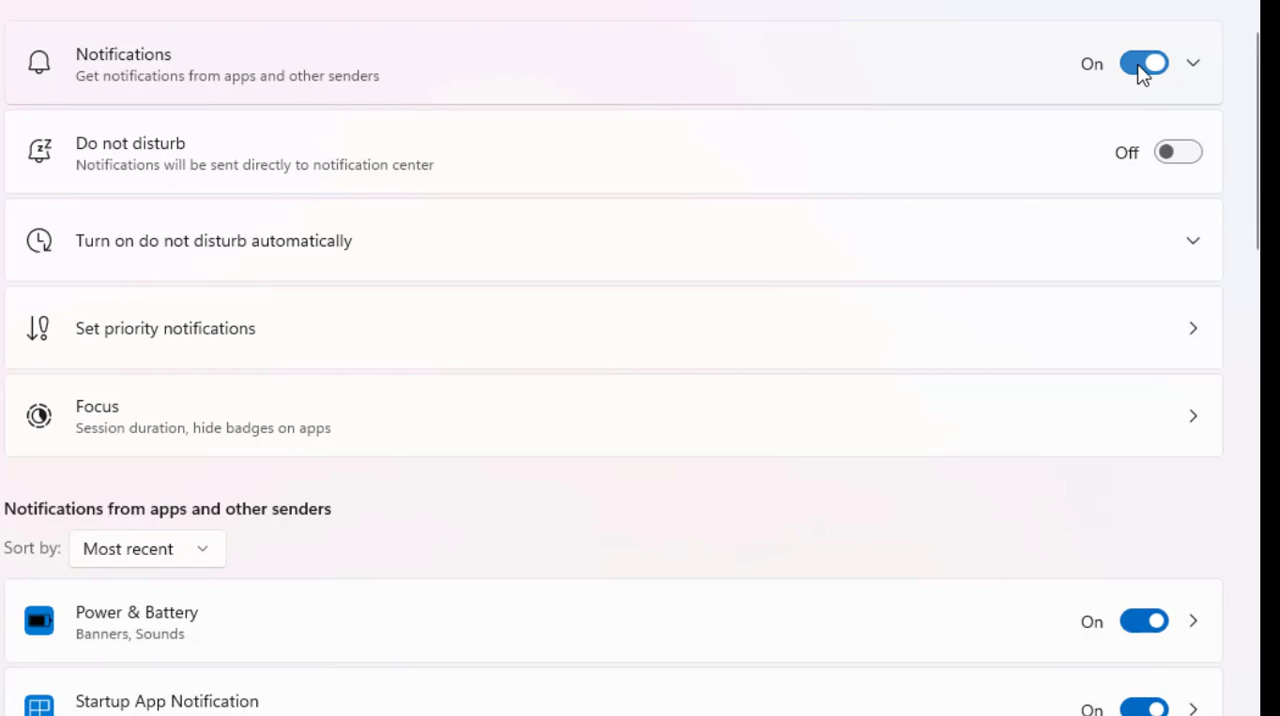 Notifications
Get notifications from apps and other senders
On
Do not disturb
Notifications will be sent directly to notification center
Off
Turn on do not disturb automatically
Set priority notifications
Focus
Session duration, hide badges on apps
Notifications from apps and other senders
Sort by: Most recent
Power & Battery
Banners, Sounds
On
Startup App Notification
On